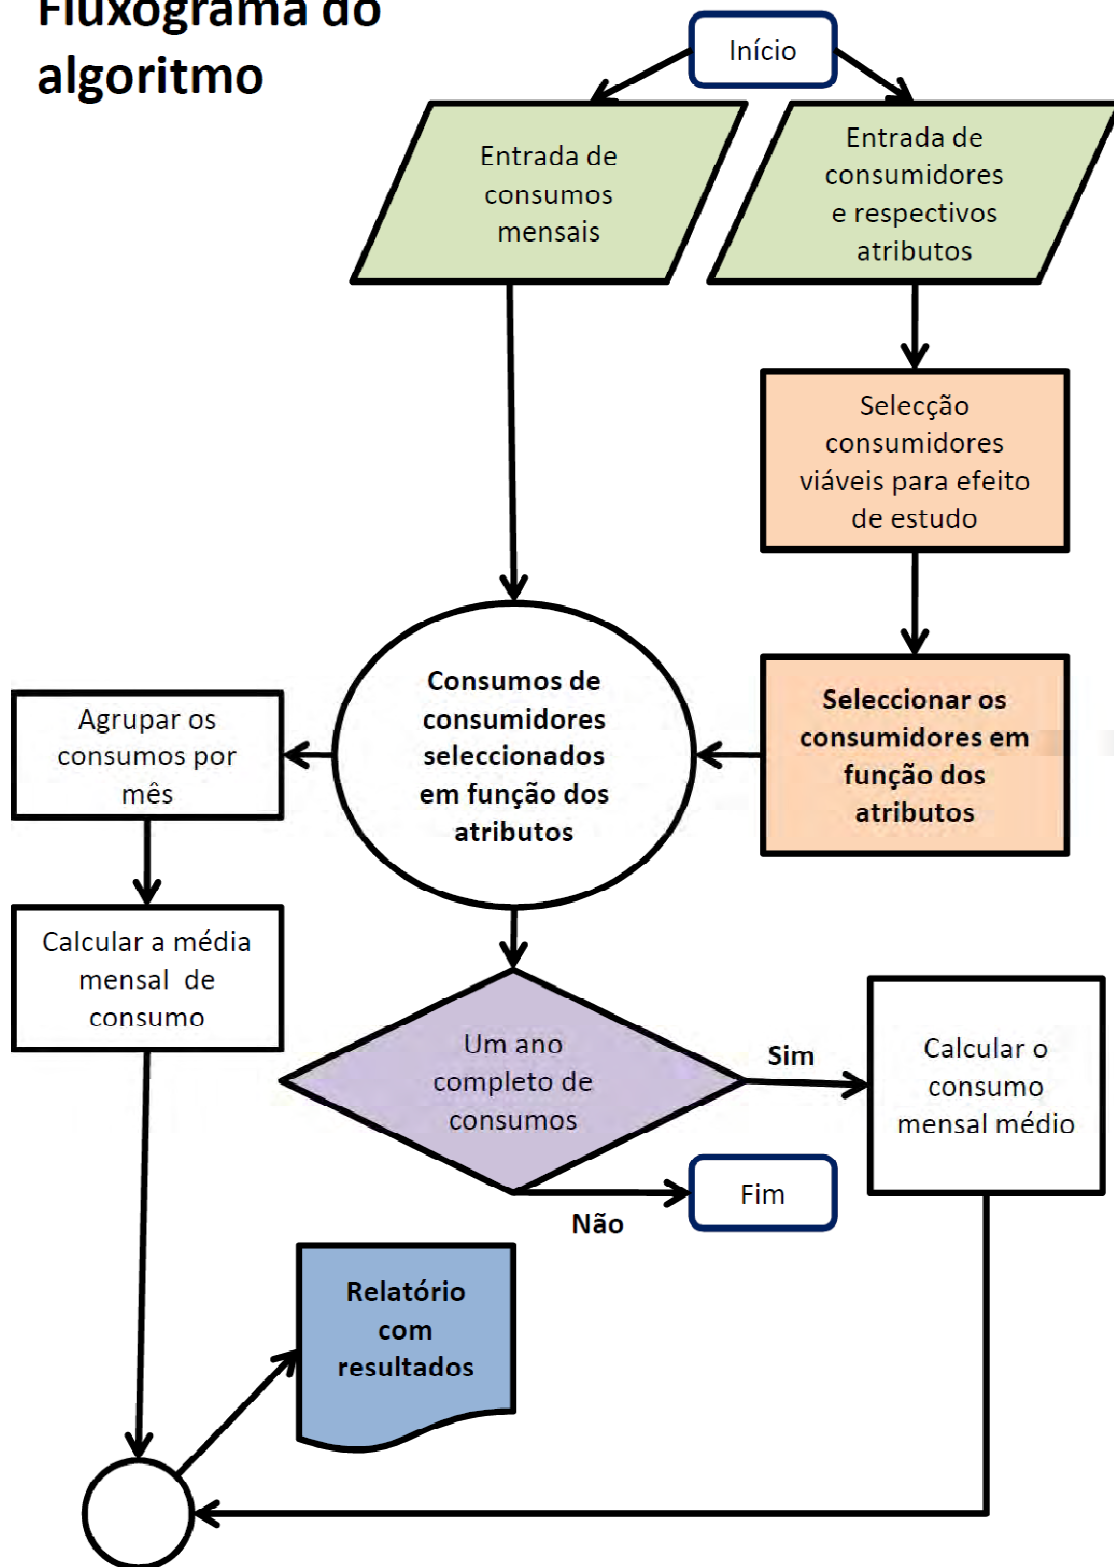 Fluxograma do
algoritmo
Início
Entrada de
consumos
mensais
Entrada de
consumidores
e respectivos
atributos
Selecção
consumidores
viáveis para efeito
de estudo
Seleccionar os
consumidores em
função dos
atributos
Consumos de
consumidores
seleccionados
em função dos
atributos
Agrupar os
consumos por
mês
Calcular a média
mensal de
consumo
Um ano
completo de
consumos
Sim
Calcular o
consumo
mensal médio
Não
Fim
Relatório
com
resultados